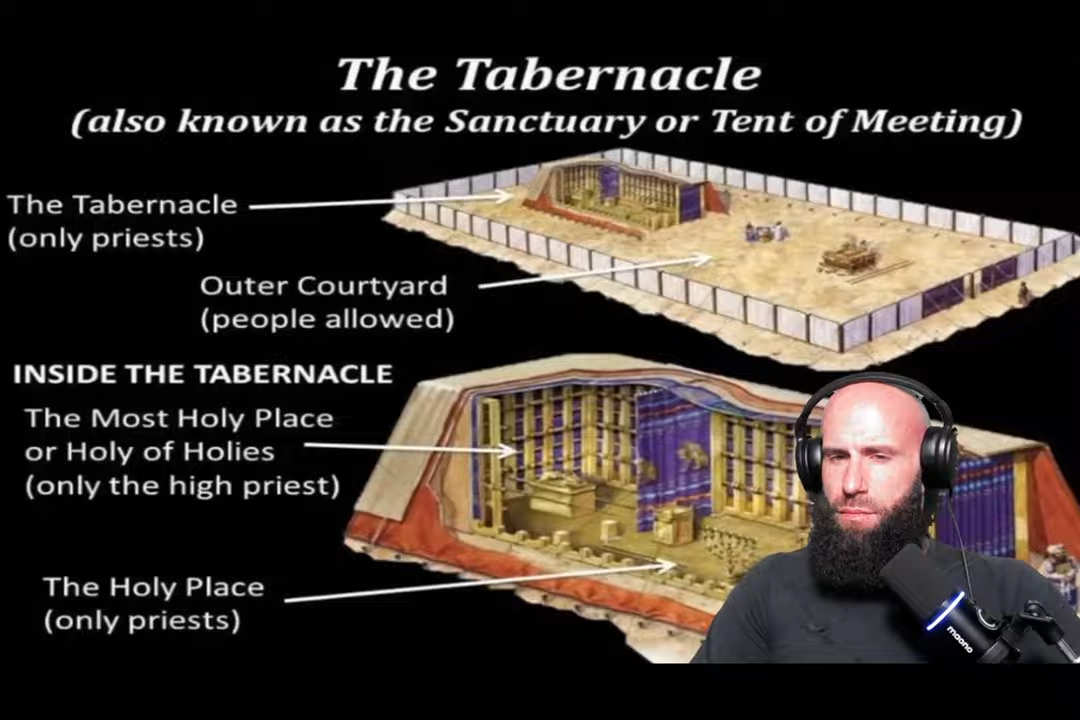 The Tabernacle
(also known as the Sanctuary or Tent of Meeting)
The Tabernacle
(only priests)
Outer Courtyard
(people allowed)
INSIDE THE TABERNACLE
The Most Holy Place
or Holy of Holies
(only the high priest)
The Holy Place
(only priests)
maono